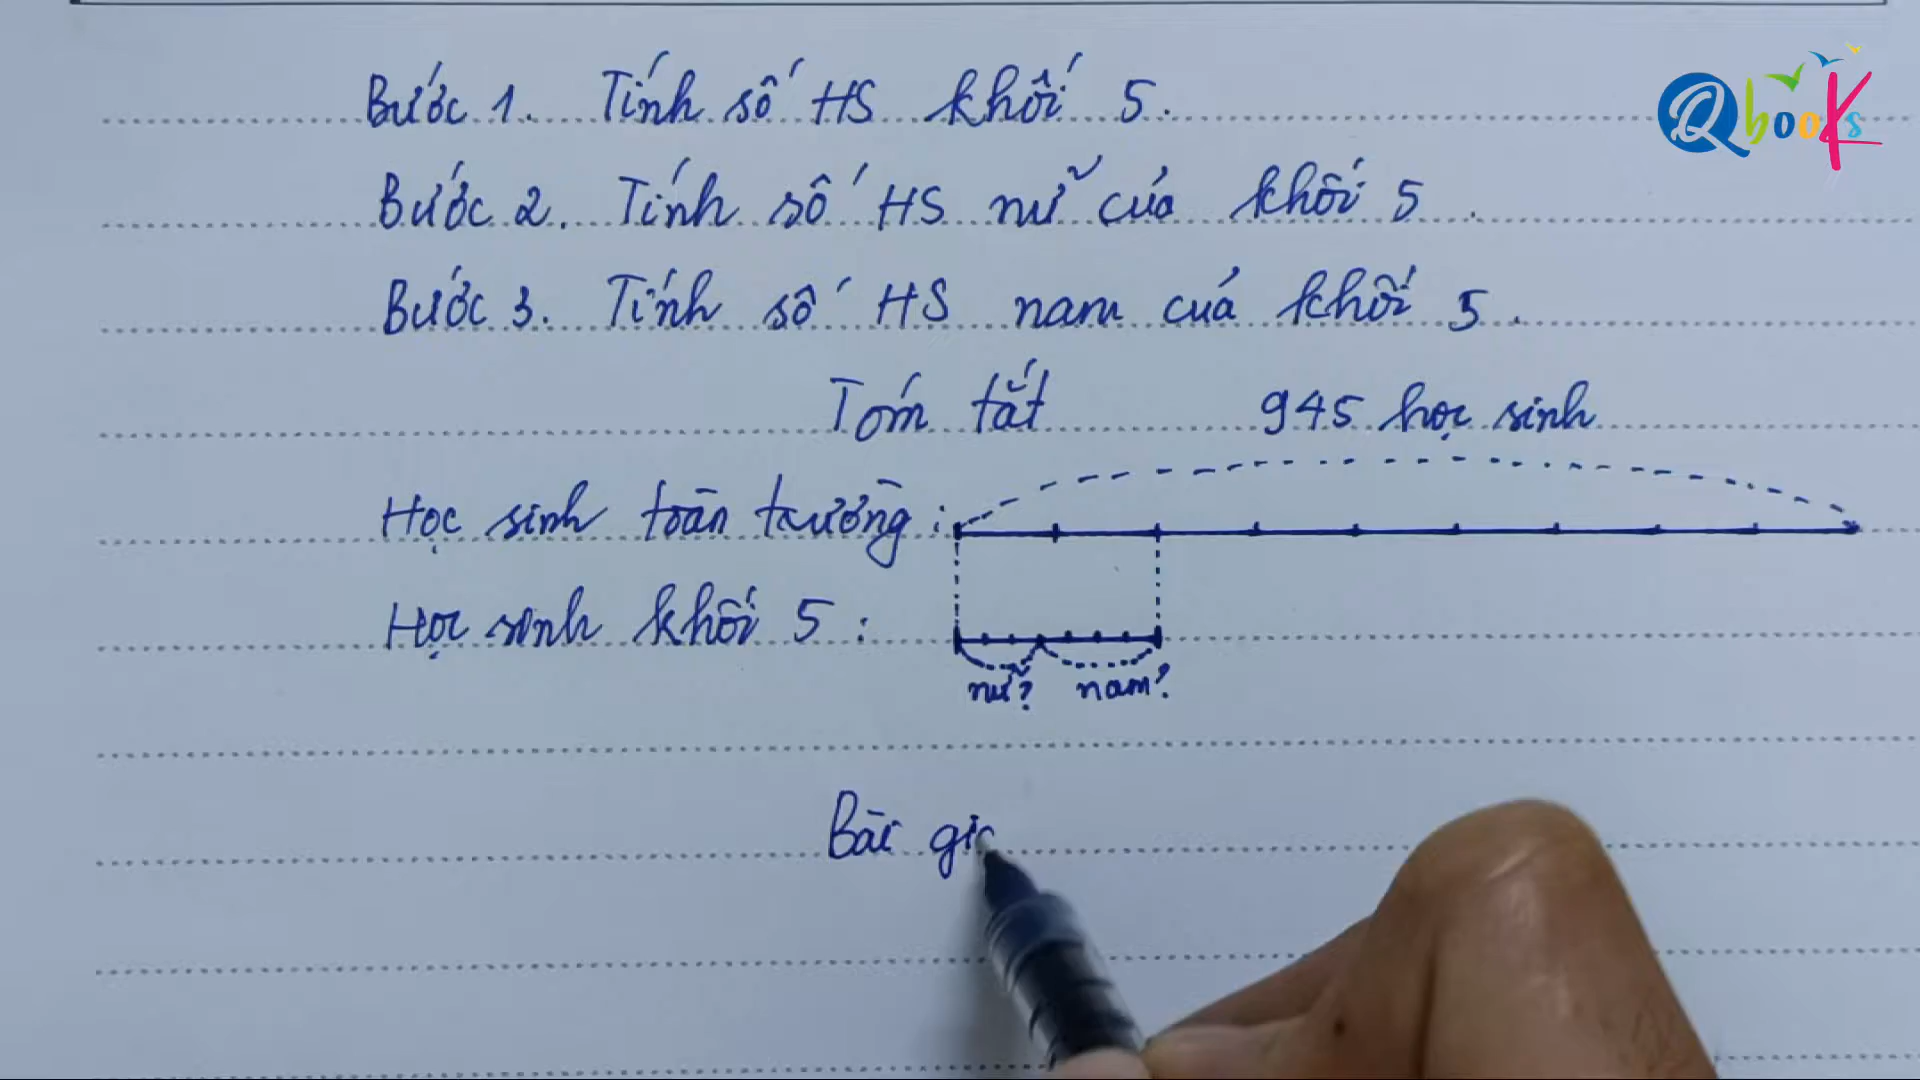 Bước 1. Tính số HS khối 5.
Bước 2. Tính số HS nữ của khối 5.
Bước 3. Tính số HS nam của khối 5.
Tóm tắt 945 học sinh
Học sinh toàn trường:
Học sinh khối 5:
nữ? nam?
Bài gi
Qbooks